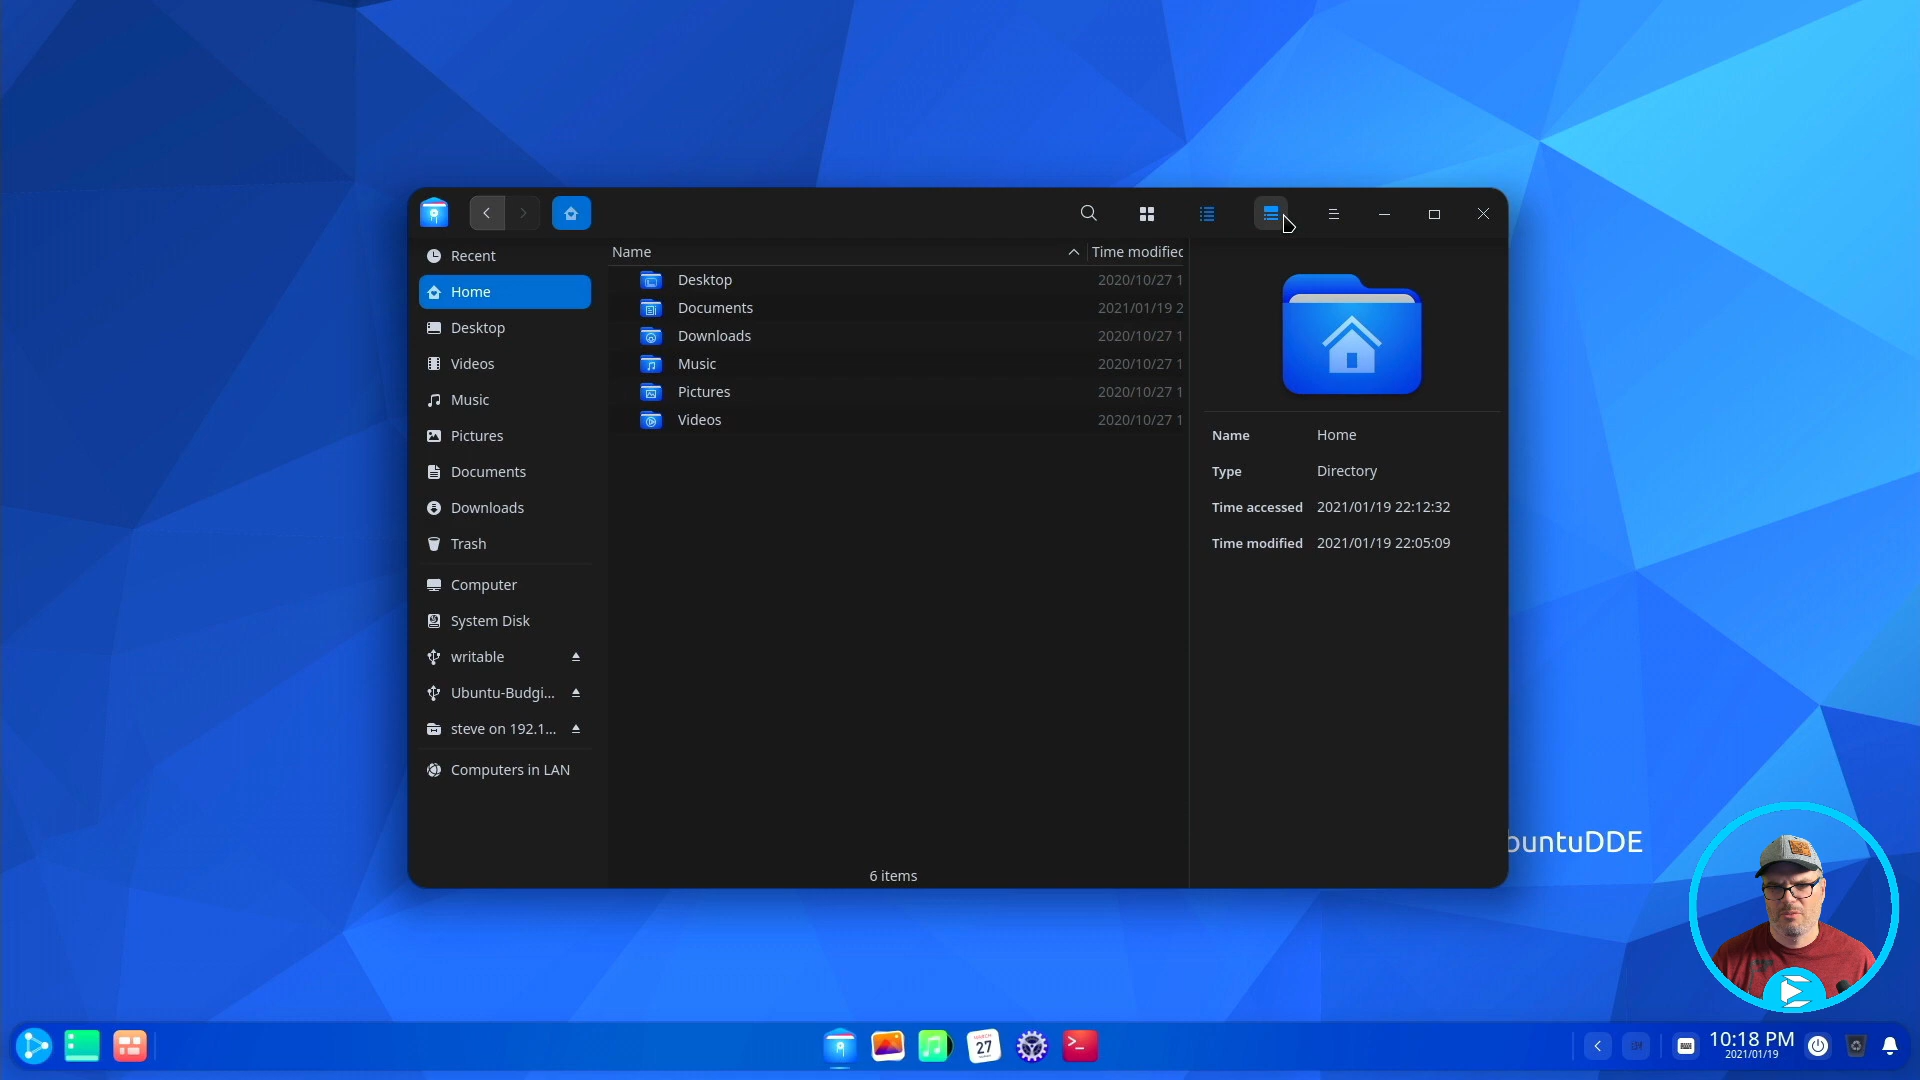 Recent
Home
Desktop
Videos
Music
Pictures
Documents
Downloads
Trash
Computer
System Disk
writable
Ubuntu-Budgi...
steve on 192.1...
Computers in LAN
Name
Time modified
Desktop
2020/10/27 1
Documents
2021/01/19 2
Downloads
2020/10/27 1
Music
2020/10/27 1
Pictures
2020/10/27 1
Videos
2020/10/27 1
6 items
Name Home
Type Directory
Time accessed 2021/01/19 22:12:32
Time modified 2021/01/19 22:05:09
buntuDDE
MARCH
27
10:18 PM
2021/01/19